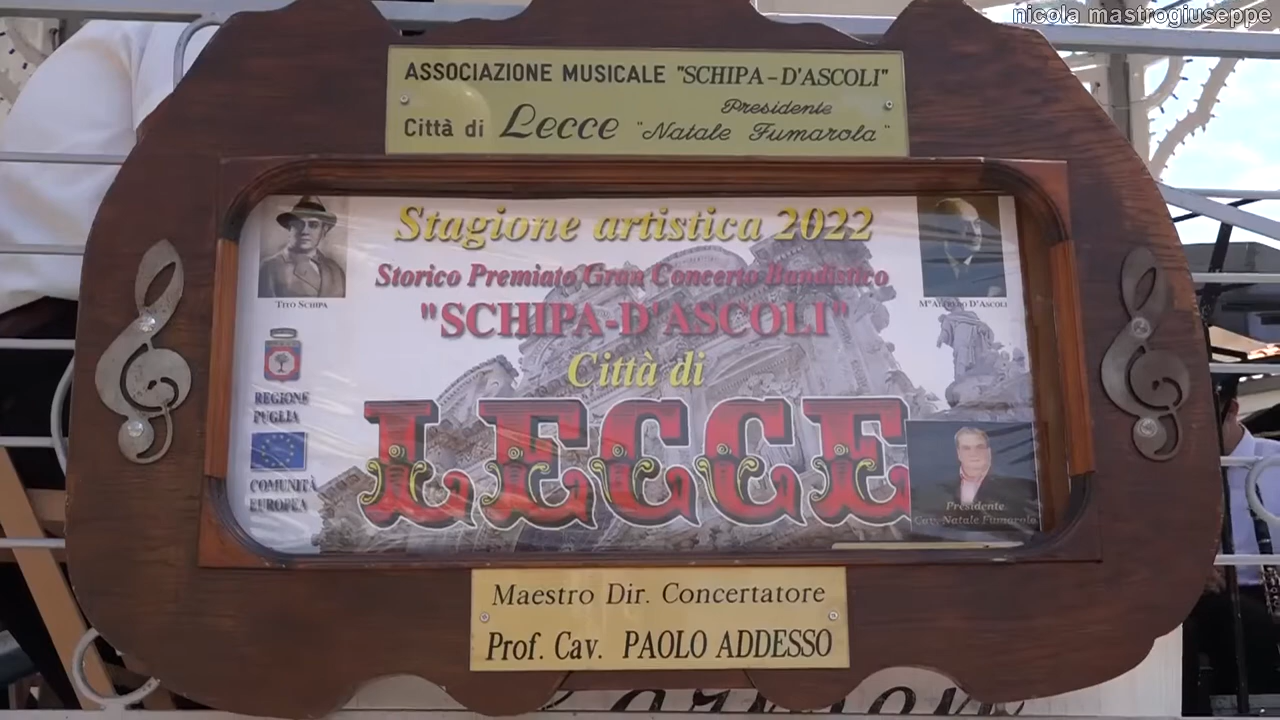 nicola mastrogiuseppe
ASSOCIAZIONE MUSICALE "SCHIPA-D'ASCOLI"
Presidente
Città di Lecce "Natale Fumarola"
Stagione artistica 2022
Storico Premiato Gran Concerto Bandistico
"SCHIPA-D'ASCOLI"
Città di
LECCE
TITO SCHIPA
D'ASCOLI
REGIONE
PUGLIA
COMUNITÀ
EUROPEA
Presidente
Cav. Natale Fumarola
Maestro Dir. Concertatore
Prof. Cav. PAOLO ADDESSO